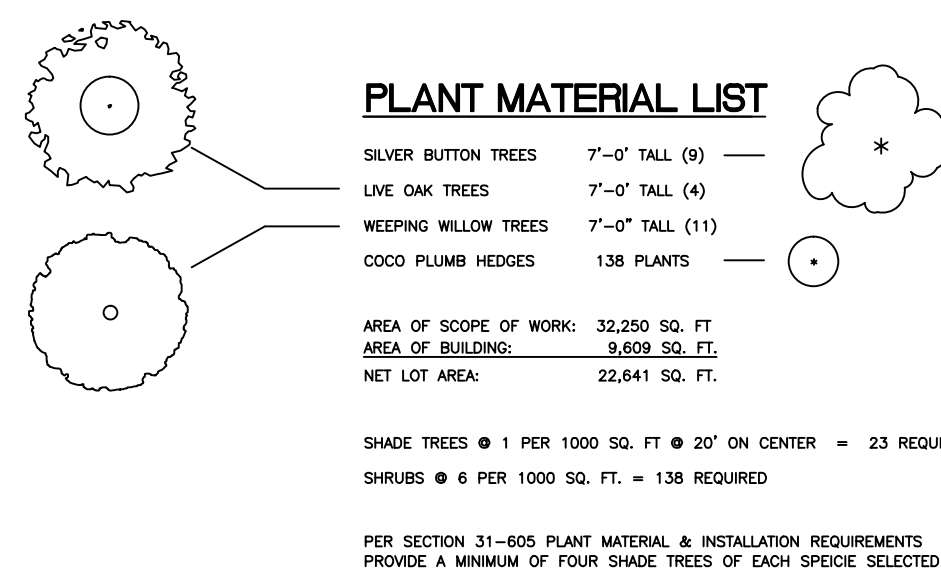 PLANT MATERIAL LIST
SILVER BUTTON TREES 7'-0' TALL (9)
LIVE OAK TREES 7'-0' TALL (4)
WEEPING WILLOW TREES 7'-0" TALL (11)
COCO PLUMB HEDGES 138 PLANTS
AREA OF SCOPE OF WORK: 32,250 SQ. FT
AREA OF BUILDING: 9,609 SQ. FT.
NET LOT AREA: 22,641 SQ. FT.
SHADE TREES @ 1 PER 1000 SQ. FT @ 20' ON CENTER = 23 REQUI
SHRUBS @ 6 PER 1000 SQ. FT. = 138 REQUIRED
PER SECTION 31-605 PLANT MATERIAL & INSTALLATION REQUIREMENTS
PROVIDE A MINIMUM OF FOUR SHADE TREES OF EACH SPEICIE SELECTED